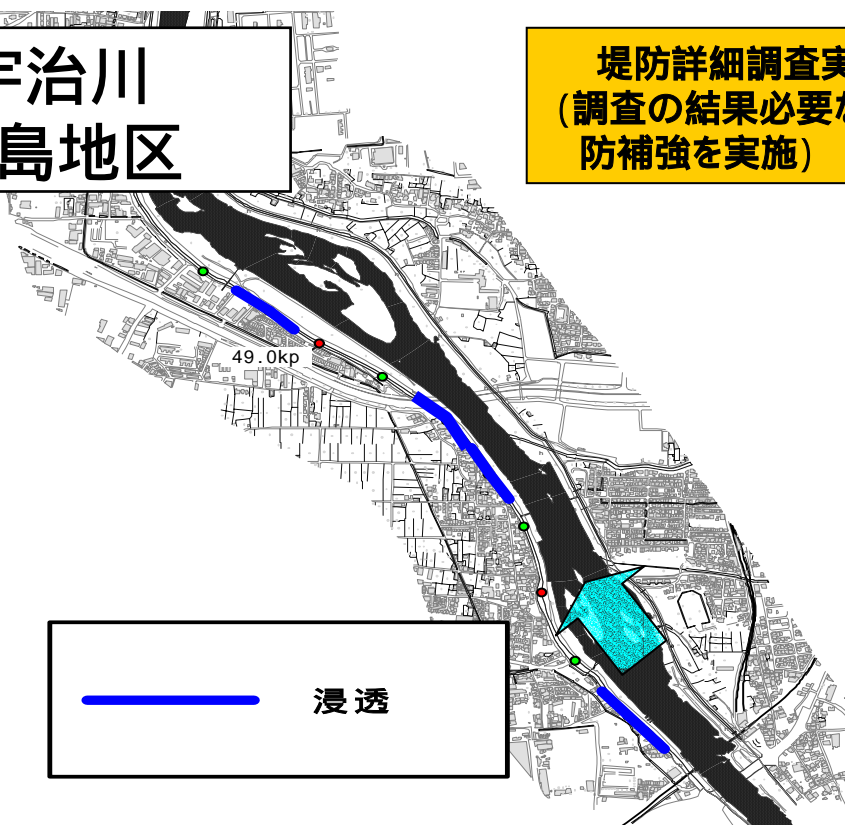 宇治川
島地区
堤防詳細調査実
(調査の結果必要な
防補強を実施)
49.0kp
浸透